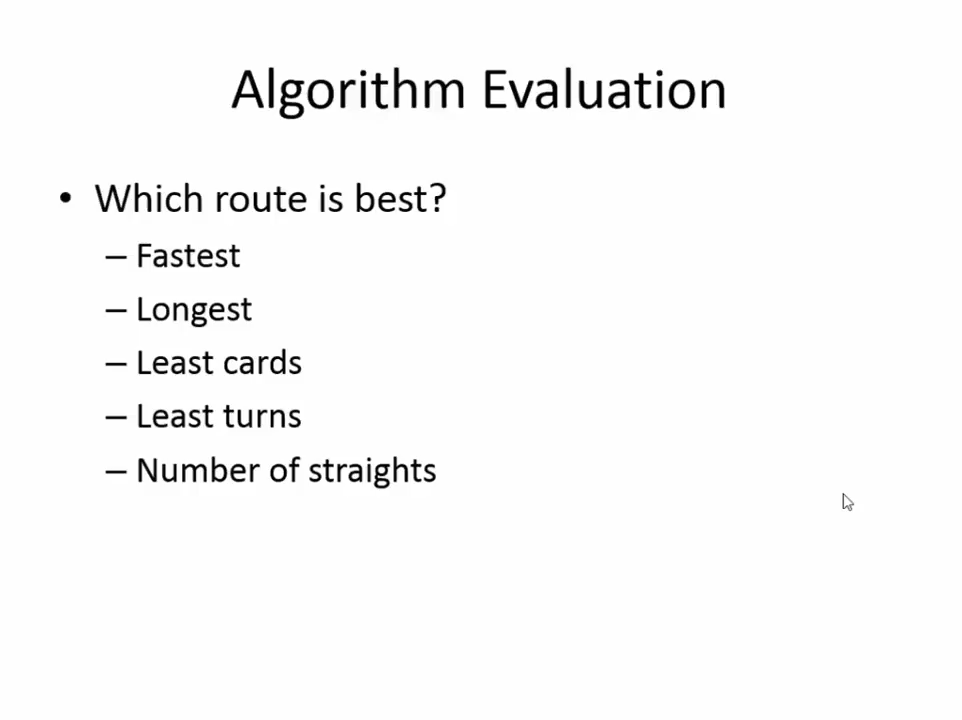 Algorithm Evaluation
• Which route is best?
– Fastest
– Longest
– Least cards
– Least turns
– Number of straights